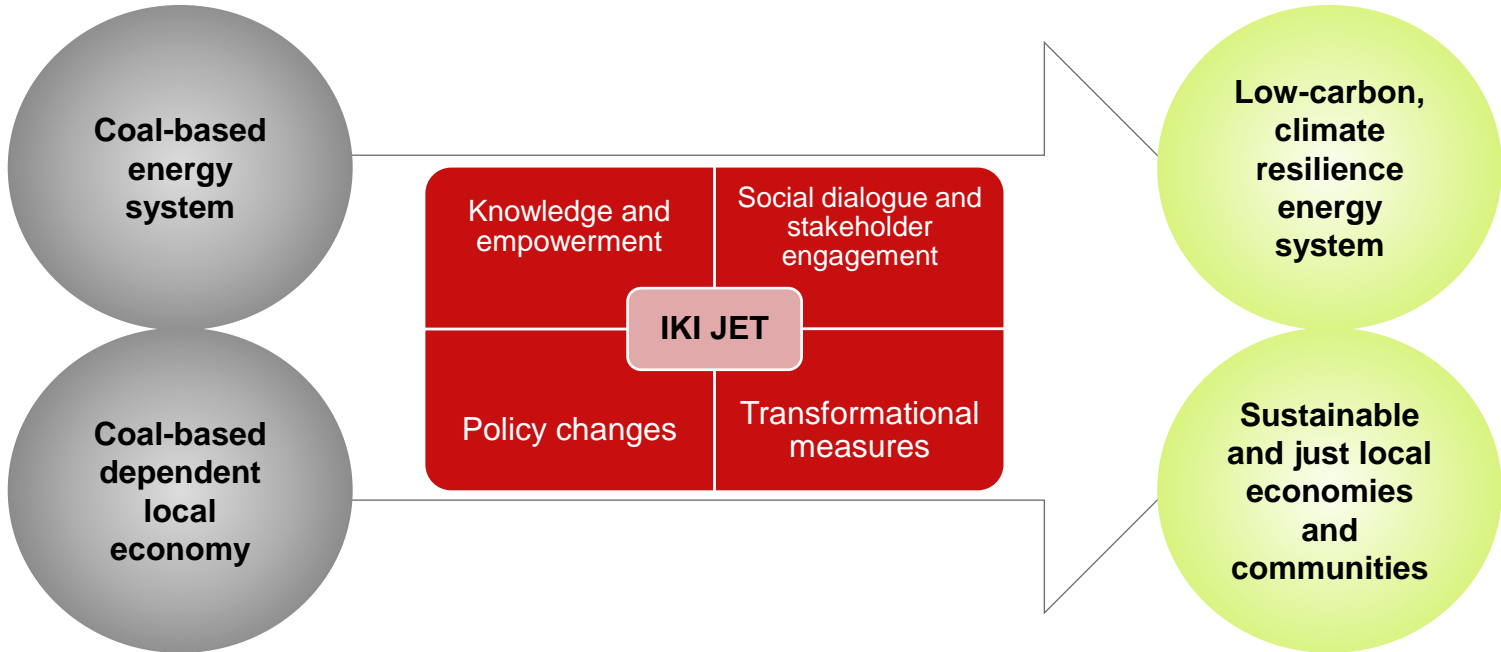 Coal-based
energy
system
Coal-based
dependent
local
economy
Knowledge and
empowerment
Social dialogue and
stakeholder
engagement
IKI JET
Policy changes
Transformational
measures
Low-carbon,
climate
resilience
energy
system
Sustainable
and just local
economies
and
communities